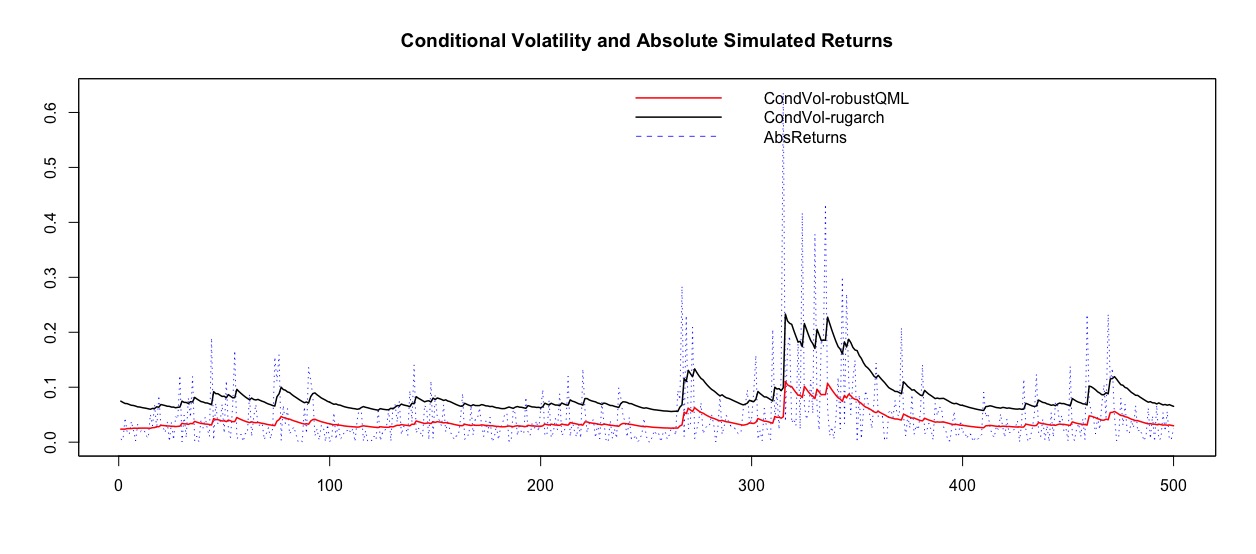 Conditional Volatility and Absolute Simulated Returns
CondVol-robustQML
CondVol-rugarch
AbsReturns
0.6
0.5
0.4
0.3
0.2
0.1
0.0
0 100 200 300 400 500